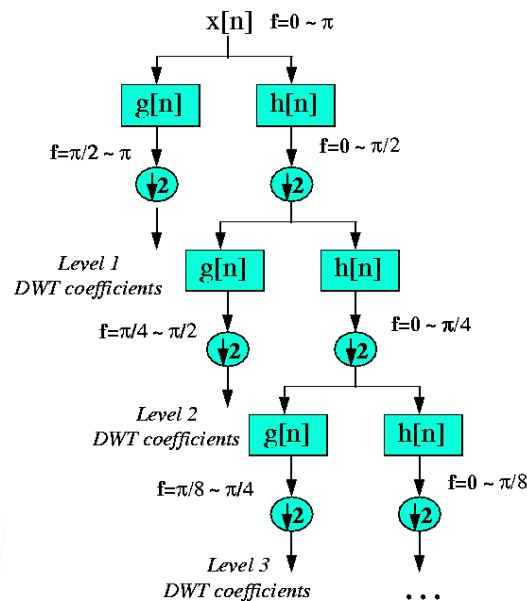 x[n] f=0 ~ π
g[n] h[n]
f=π/2 ~ π f=0 ~ π/2
2 2
Level 1
DWT coefficients
g[n] h[n]
f=π/4 ~ π/2 f=0 ~ π/4
2 2
Level 2
DWT coefficients
g[n] h[n]
f=π/8 ~ π/4 f=0 ~ π/8
2 2
Level 3
DWT coefficients
...